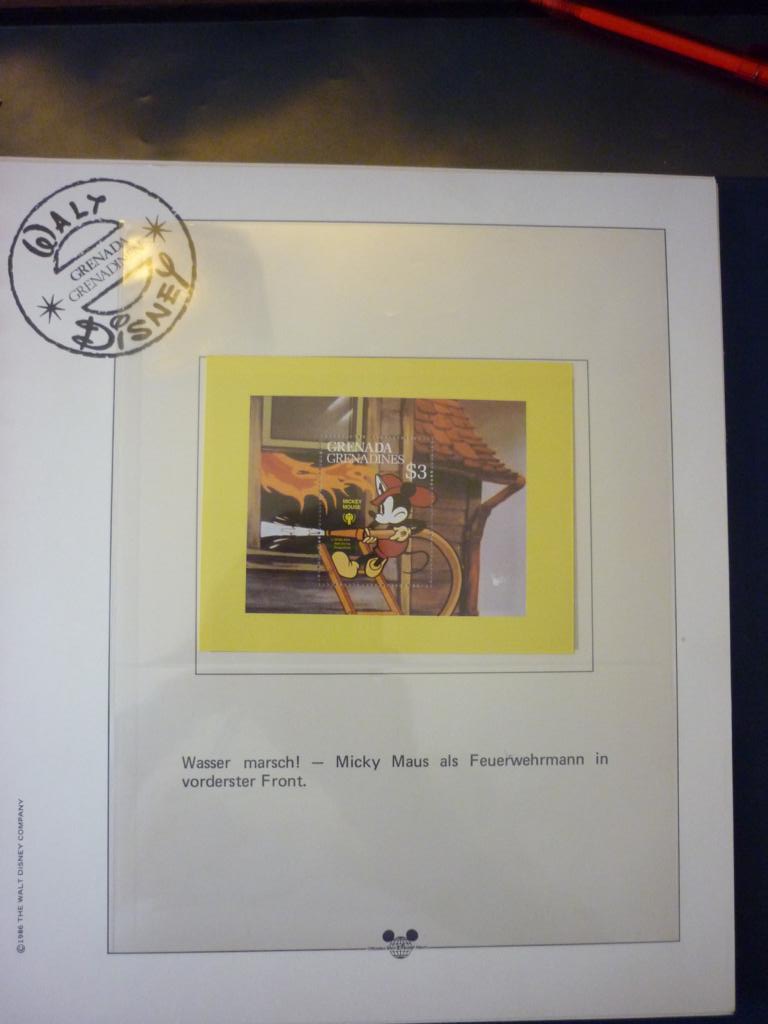 WALT
GRENADA
GRENADINES
DISNEY
GRENADA
GRENADINES
$3
MICKEY
MOUSE
Wasser marsch! — Micky Maus als Feuerwehrmann in
vorderster Front.
©1986 THE WALT DISNEY COMPANY